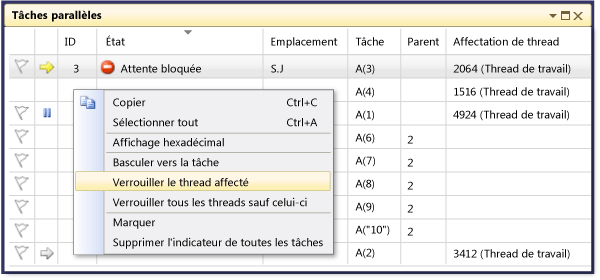 Tâches parallèles
ID État Emplacement Tâche Parent Affectation de thread
3 Attente bloquée S.J A(3) 2064 (Thread de travail)
A(4) 1516 (Thread de travail)
A(1) 4924 (Thread de travail)
A(6) 2
A(7) 2
A(8) 2
A(9) 2
A("10") 2
A(2) 3412 (Thread de travail)
Copier Ctrl+C
Sélectionner tout Ctrl+A
Affichage hexadécimal
Basculer vers la tâche
Verrouiller le thread affecté
Verrouiller tous les threads sauf celui-ci
Marquer
Supprimer l'indicateur de toutes les tâches